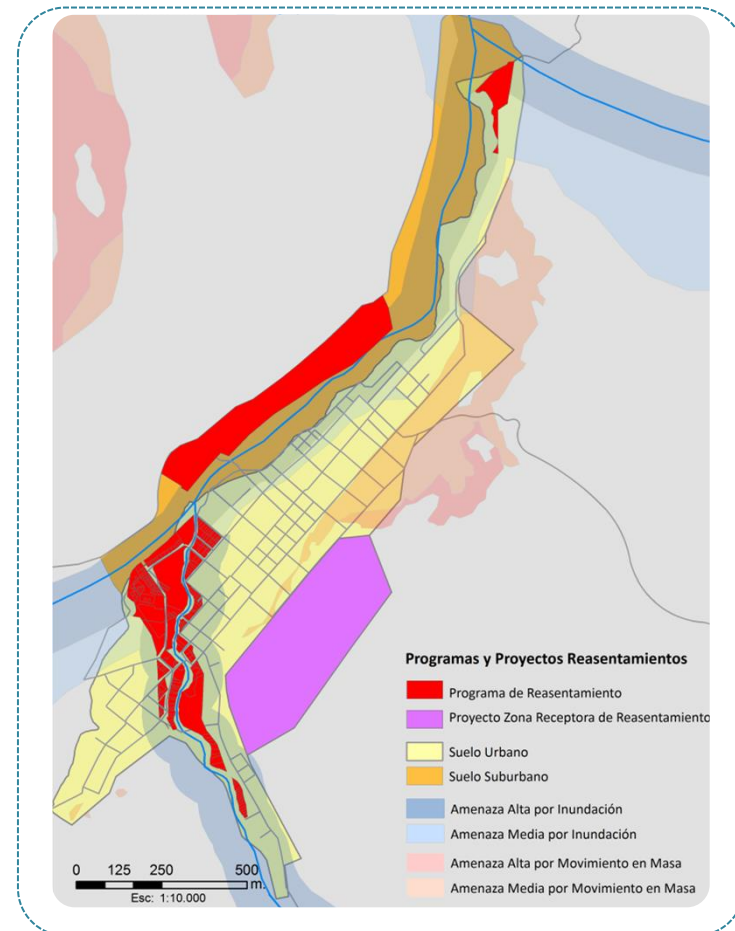 Programas y Proyectos Reasentamientos
Programa de Reasentamiento
Proyecto Zona Receptora de Reasentamiento
Suelo Urbano
Suelo Suburbano
Amenaza Alta por Inundación
Amenaza Media por Inundación
Amenaza Alta por Movimiento en Masa
Amenaza Media por Movimiento en Masa
0 125 250 500
m.
Esc: 1:10.000